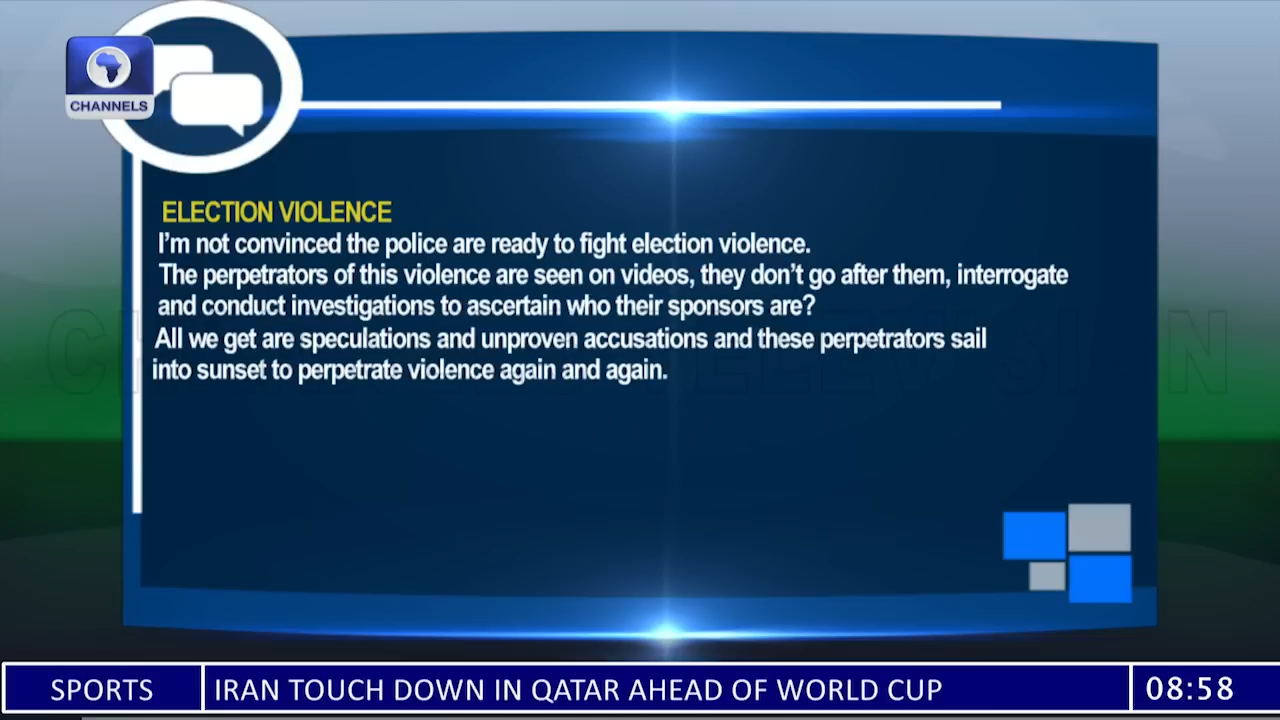 CHANNELS
ELECTION VIOLENCE
I'm not convinced the police are ready to fight election violence.
The perpetrators of this violence are seen on videos, they don't go after them, interrogate
and conduct investigations to ascertain who their sponsors are?
All we get are speculations and unproven accusations and these perpetrators sail
into sunset to perpetrate violence again and again.
SPORTS
IRAN TOUCH DOWN IN QATAR AHEAD OF WORLD CUP
08:58